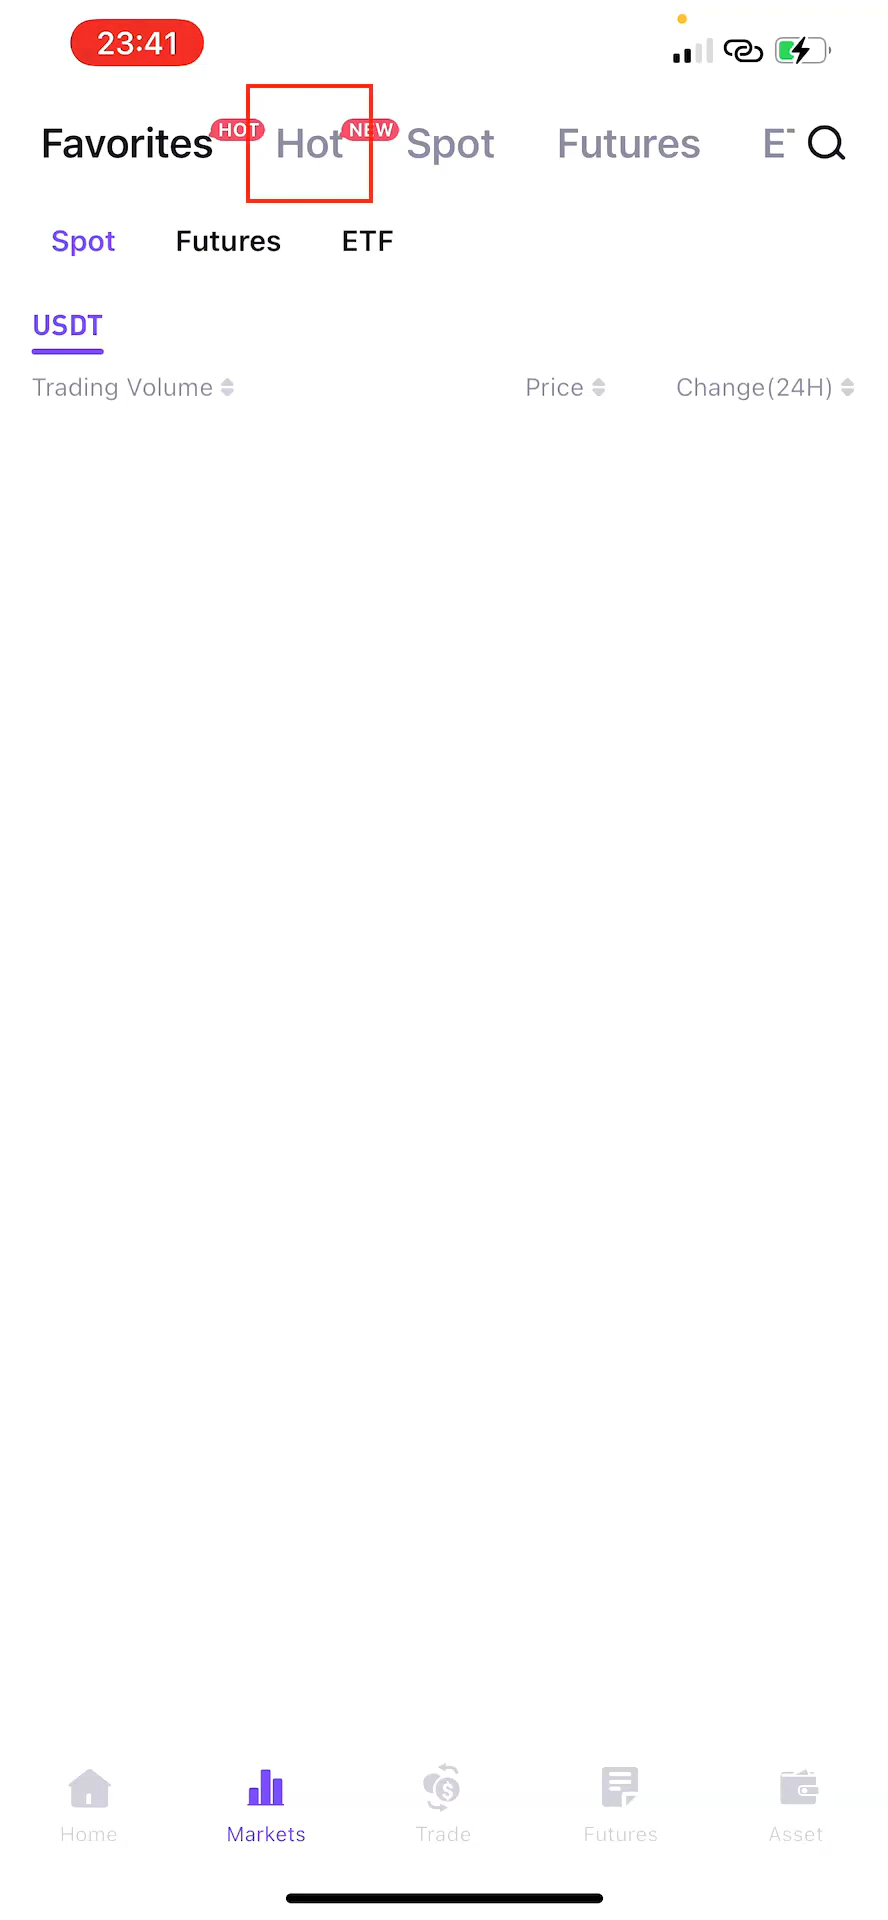 23:41
Favorites HOT Hot NEW Spot Futures
Spot Futures ETF
USDT
Trading Volume Price Change(24H)
Home Markets Trade Futures Asset